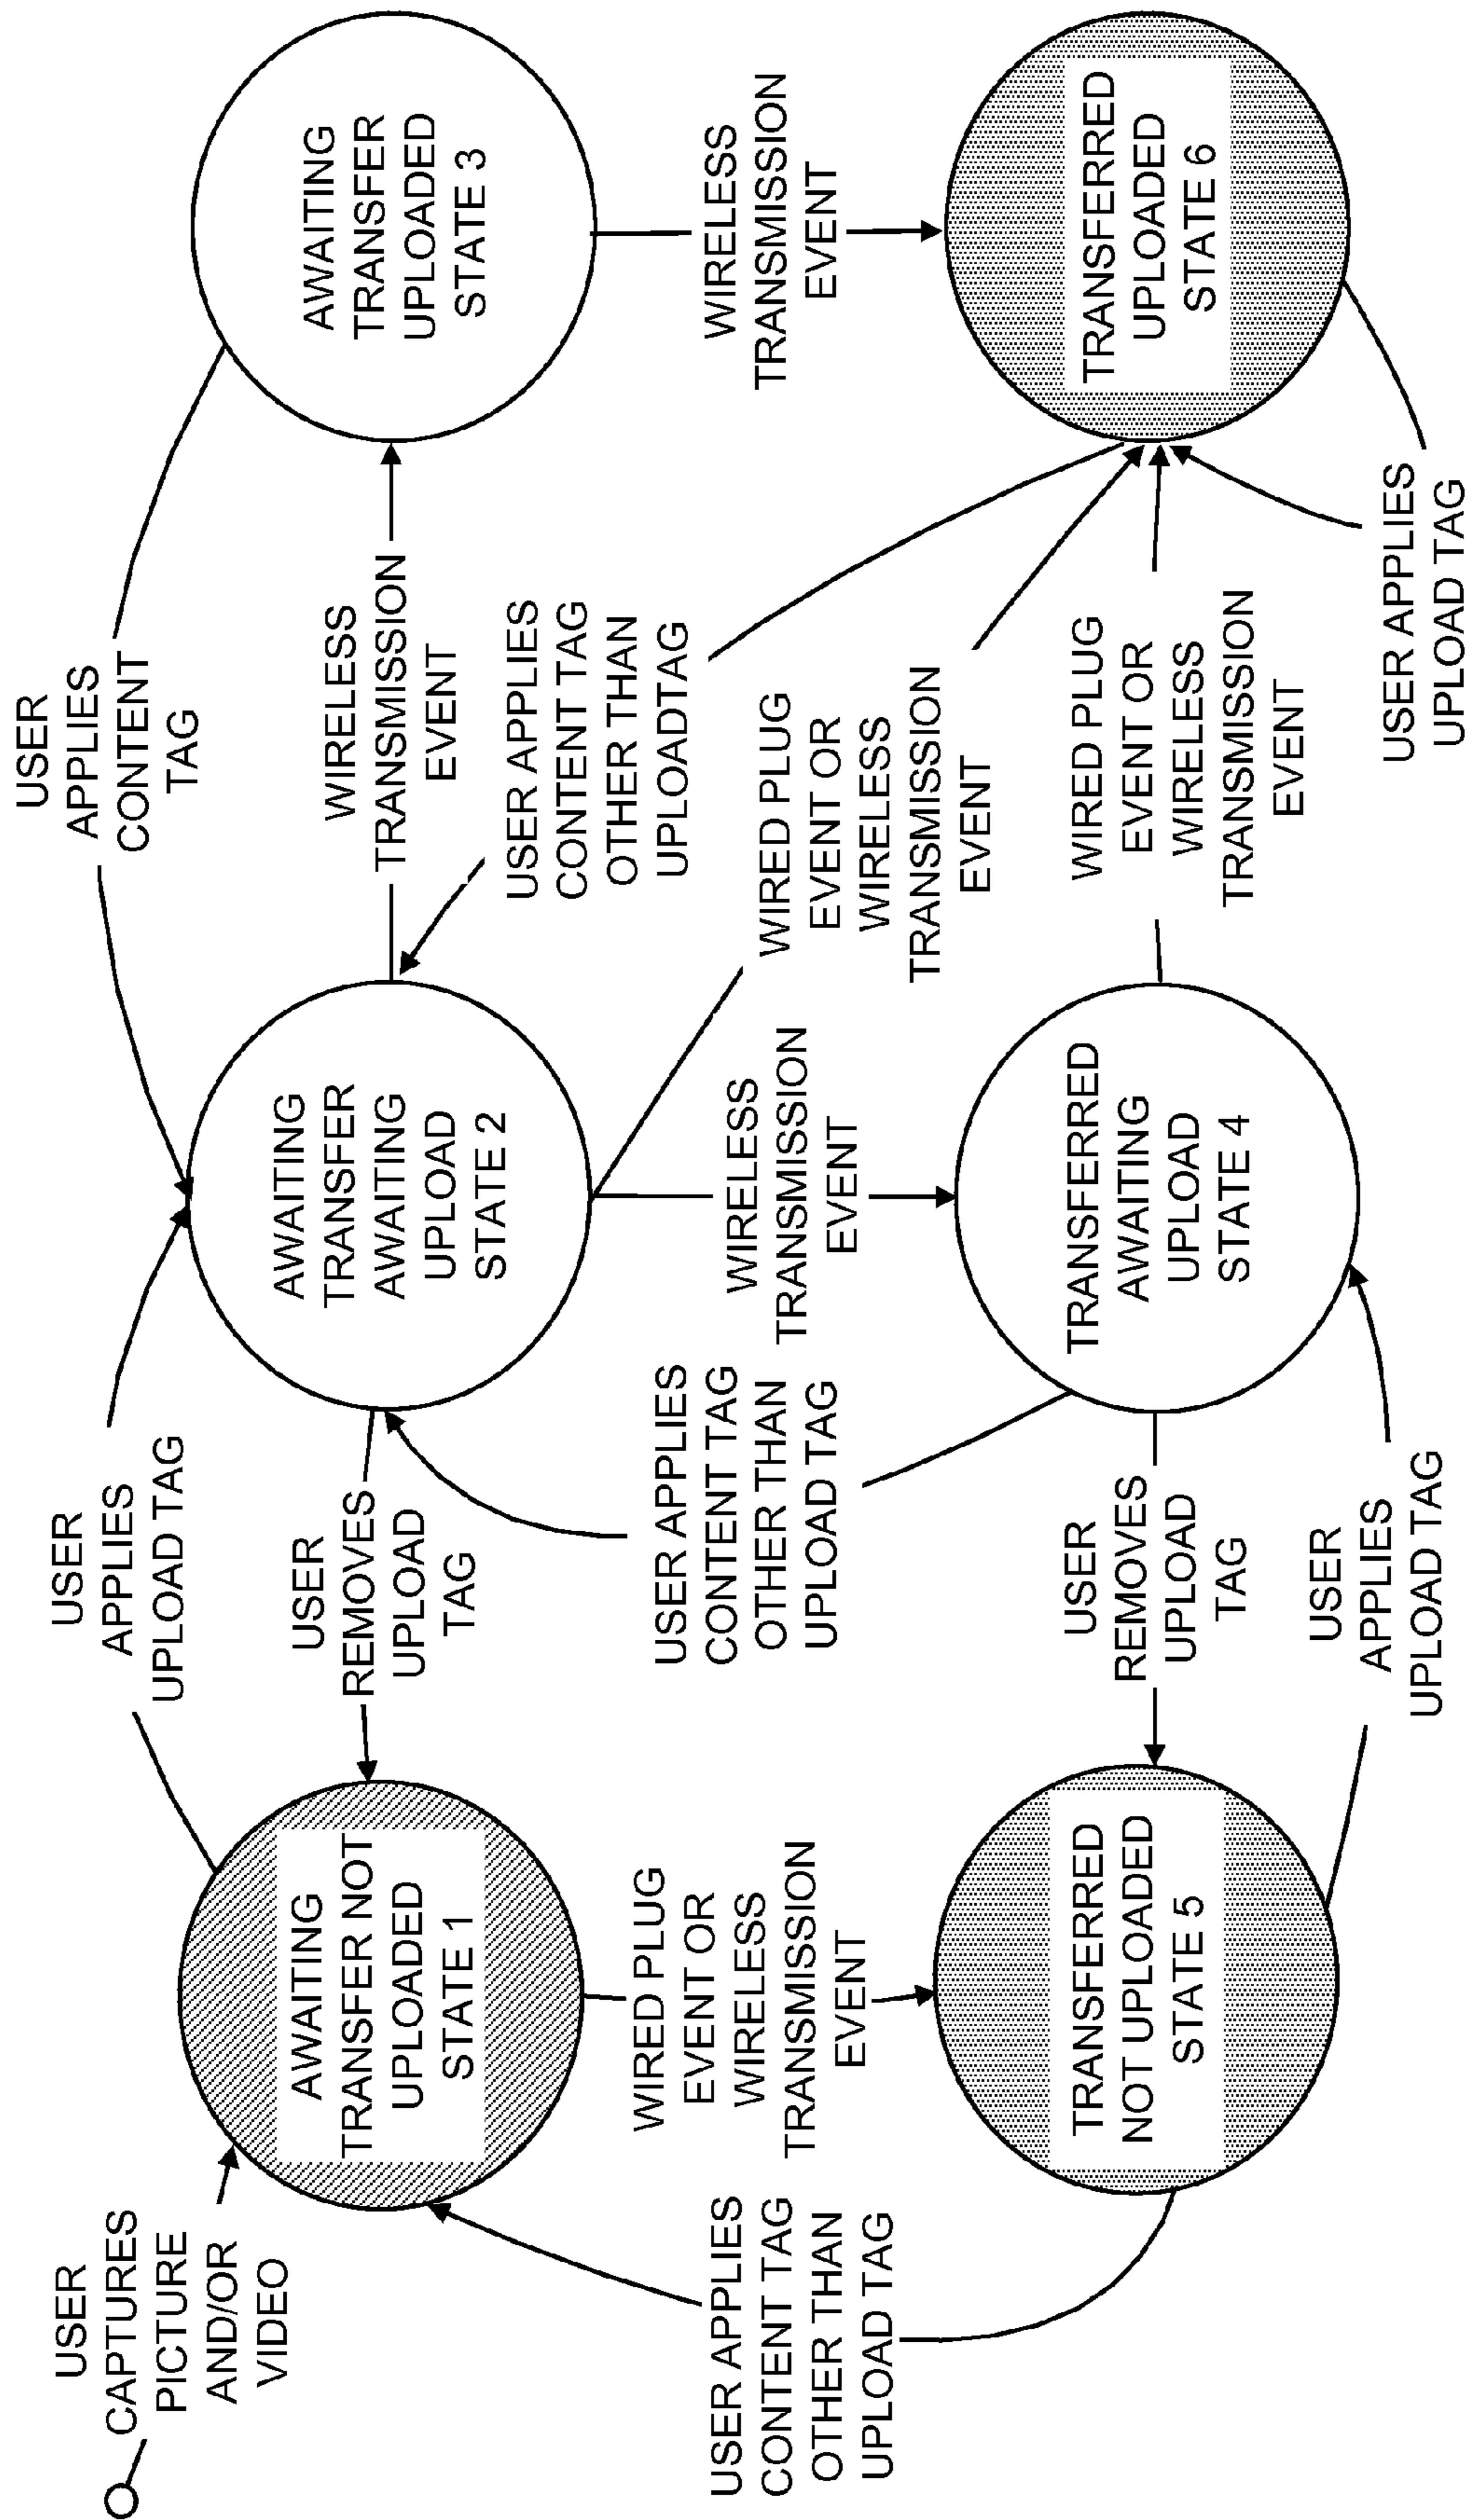 USER
CAPTURES
PICTURE
AND/OR
VIDEO
AWAITING
TRANSFER NOT
UPLOADED
STATE 1
USER
APPLIES
UPLOAD TAG
USER
REMOVES
UPLOAD
TAG
AWAITING
TRANSFER
AWAITING
UPLOAD
STATE 2
USER
APPLIES
CONTENT
TAG
WIRELESS
TRANSMISSION
EVENT
AWAITING
TRANSFER
UPLOADED
STATE 3
USER APPLIES
CONTENT TAG
OTHER THAN
UPLOADTAG
USER APPLIES
CONTENT TAG
OTHER THAN
UPLOAD TAG
WIRED PLUG
EVENT OR
WIRELESS
TRANSMISSION
EVENT
USER APPLIES
CONTENT TAG
OTHER THAN
UPLOAD TAG
WIRELESS
TRANSMISSION
EVENT
WIRED PLUG
EVENT OR
WIRELESS
TRANSMISSION
EVENT
WIRELESS
TRANSMISSION
EVENT
TRANSFERRED
NOT UPLOADED
STATE 5
USER
REMOVES
UPLOAD
TAG
TRANSFERRED
AWAITING
UPLOAD
STATE 4
WIRED PLUG
EVENT OR
WIRELESS
TRANSMISSION
EVENT
TRANSFERRED
UPLOADED
STATE 6
USER
APPLIES
UPLOAD TAG
USER APPLIES
UPLOAD TAG